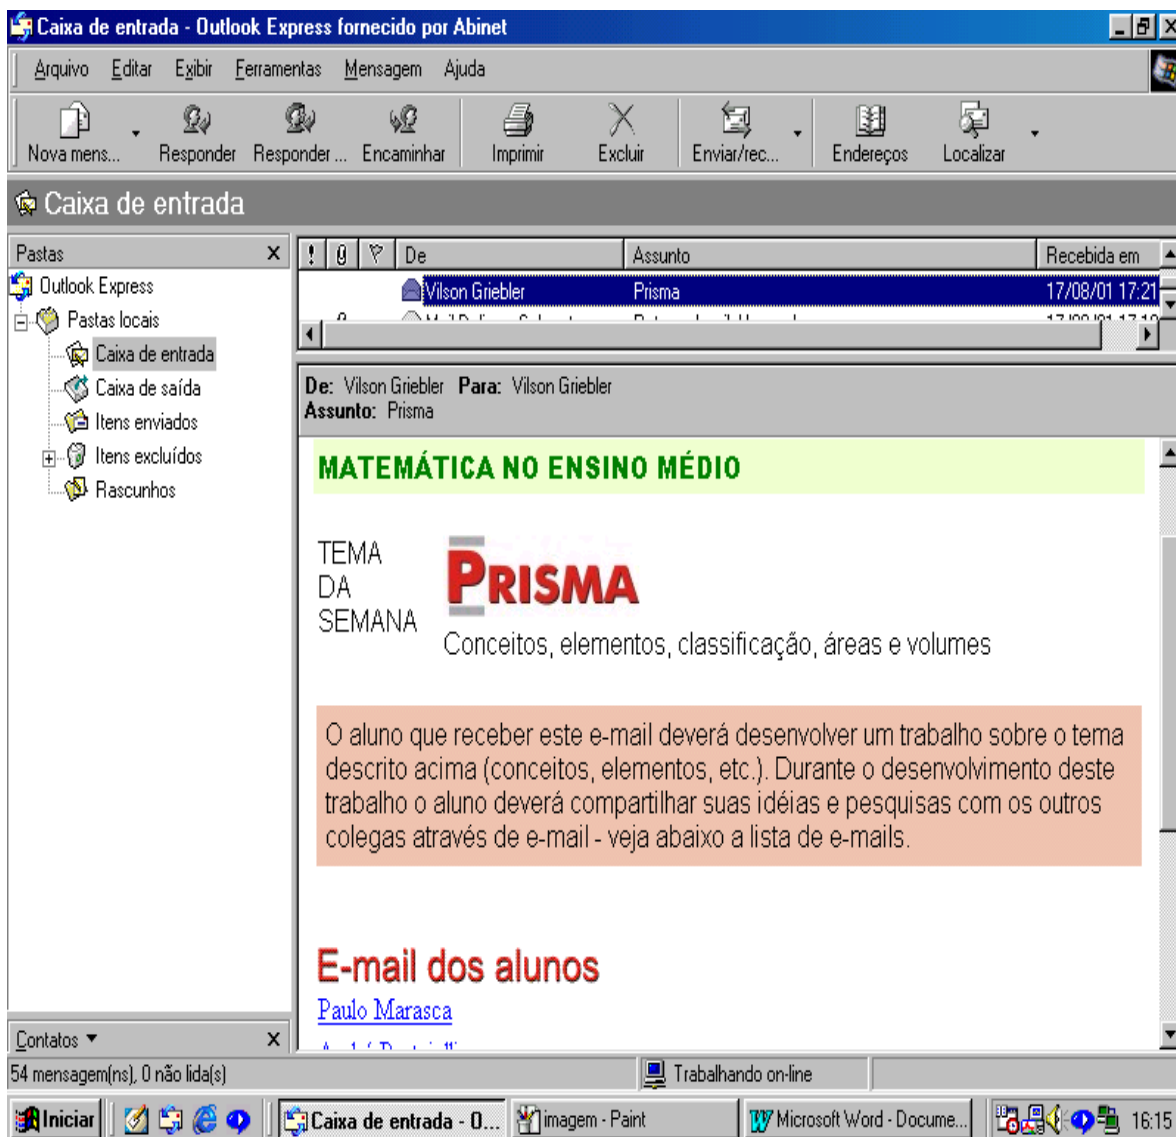 Caixa de entrada - Outlook Express fornecido por Abinet
Arquivo Editar Exibir Ferramentas Mensagem Ajuda
Nova mens... Responder Responder ... Encaminhar Imprimir Excluir Enviar/rec... Endereços Localizar
Caixa de entrada
Pastas
Outlook Express
Pastas locais
Caixa de entrada
Caixa de saída
Itens enviados
Itens excluídos
Rascunhos
Contatos
! De Assunto Recebida em
Vilson Griebler Prisma 17/08/01 17:21
De: Vilson Griebler Para: Vilson Griebler
Assunto: Prisma
MATEMÁTICA NO ENSINO MÉDIO
TEMA
DA
SEMANA
PRISMA
Conceitos, elementos, classificação, áreas e volumes
O aluno que receber este e-mail deverá desenvolver um trabalho sobre o tema
descrito acima (conceitos, elementos, etc.). Durante o desenvolvimento deste
trabalho o aluno deverá compartilhar suas idéias e pesquisas com os outros
colegas através de e-mail - veja abaixo a lista de e-mails.
E-mail dos alunos
Paulo Marasca
54 mensagem(ns), 0 não lida(s) Trabalhando on-line
Iniciar Caixa de entrada - O... imagem - Paint Microsoft Word - Docume... 16:15